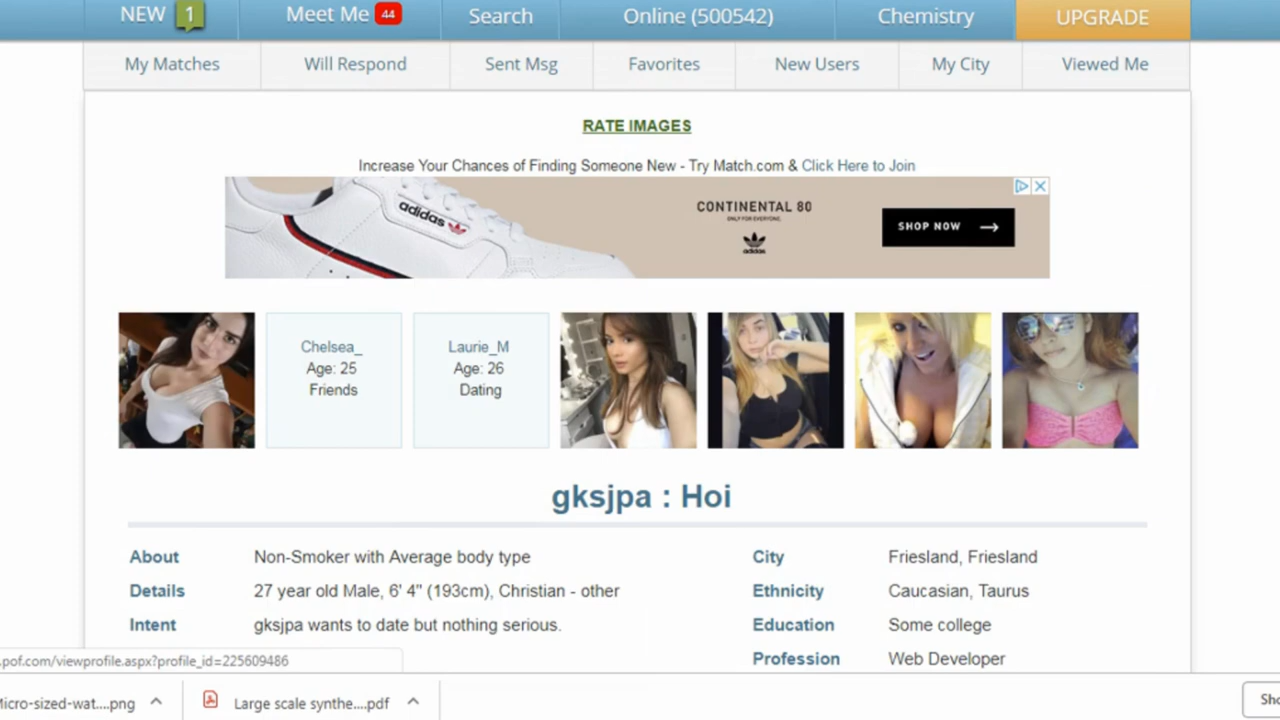 NEW 1 Meet Me 44 Search Online (500542) Chemistry UPGRADE
My Matches Will Respond Sent Msg Favorites New Users My City Viewed Me
RATE IMAGES
Increase Your Chances of Finding Someone New - Try Match.com & Click Here to Join
adidas
CONTINENTAL 80
ONLY FOR EVERYONE.
adidas
SHOP NOW
Chelsea_
Age: 25
Friends
Laurie_M
Age: 26
Dating
gksjpa : Hoi
About Non-Smoker with Average body type
City Friesland, Friesland
Details 27 year old Male, 6' 4" (193cm), Christian - other
Ethnicity Caucasian, Taurus
Intent gksjpa wants to date but nothing serious.
Education Some college
Profession Web Developer
.pof.com/viewprofile.aspx?profile_id=225609486
Micro-sized-wat....png Large scale synthe....pdf Sho